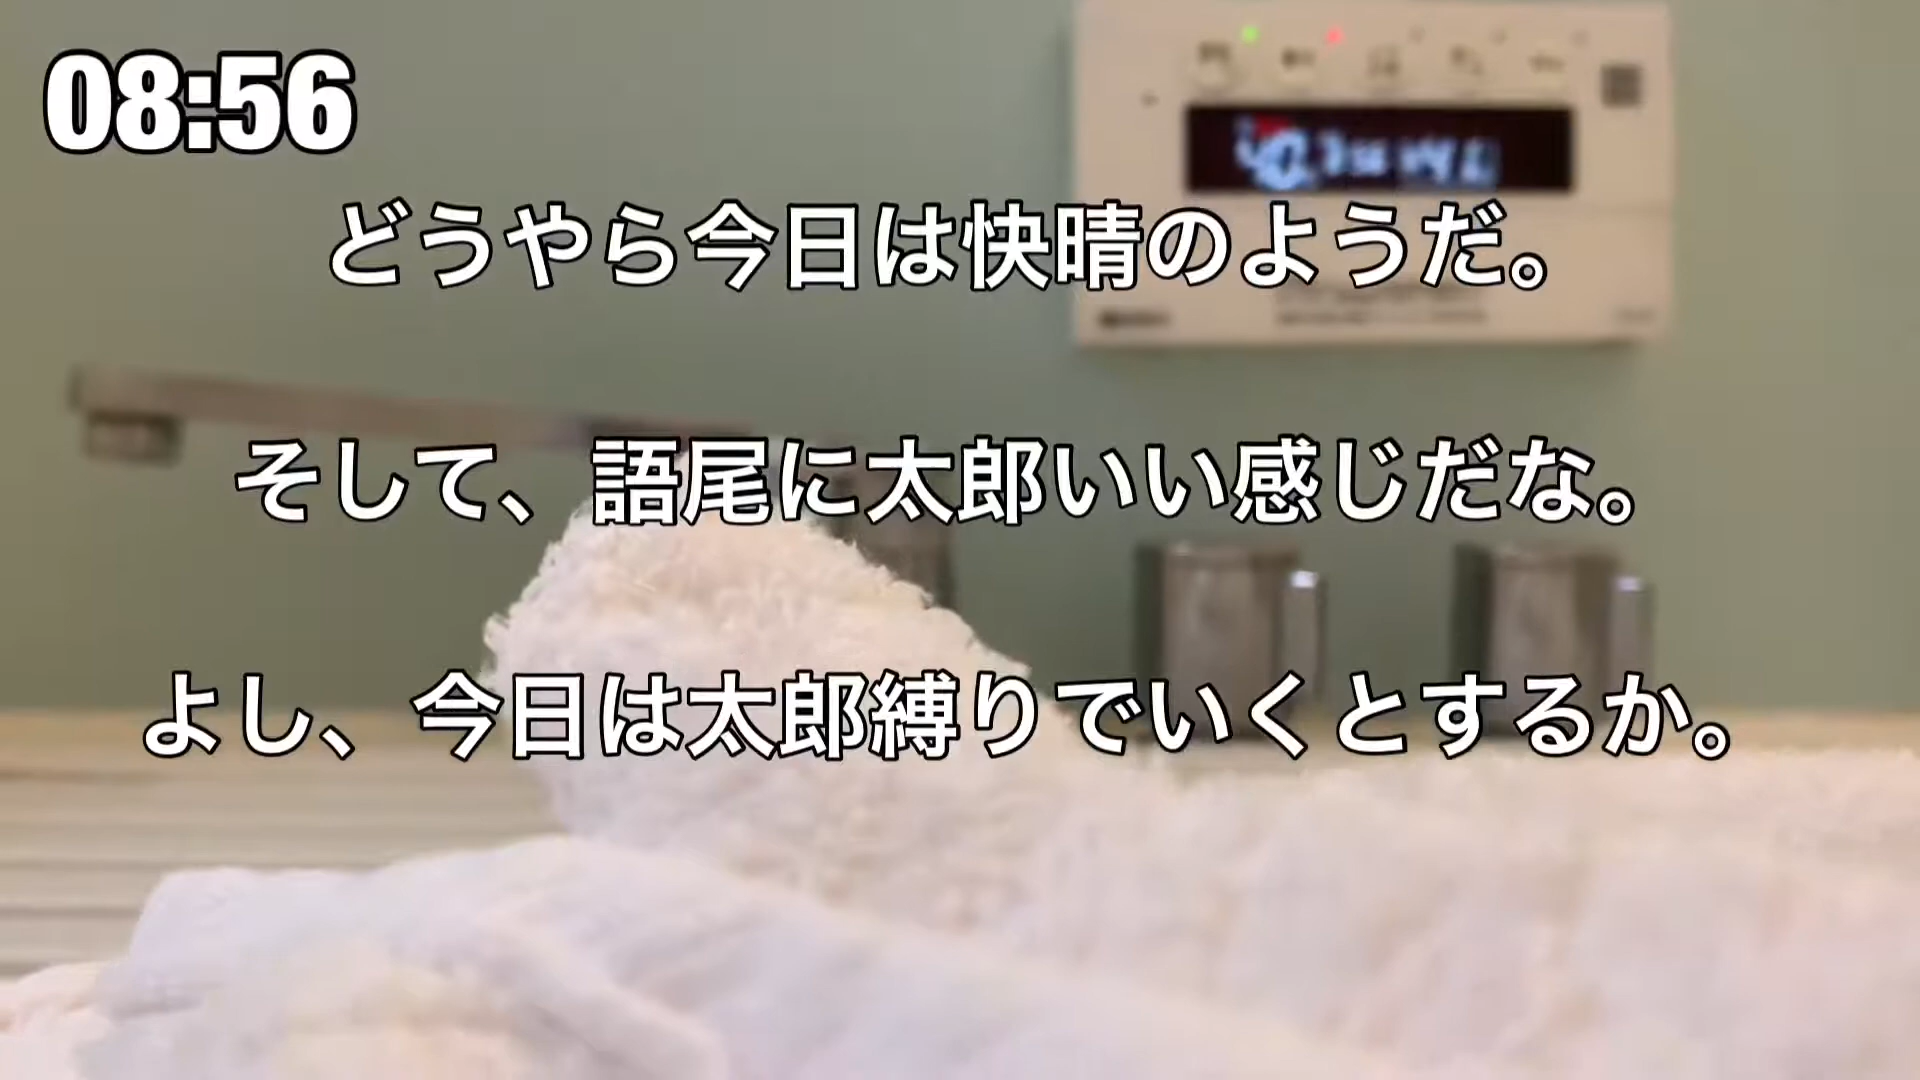 08:56
どうやら今日は快晴のようだ。
そして、語尾に太郎いい感じだな。
よし、今日は太郎縛りでいくとするか。